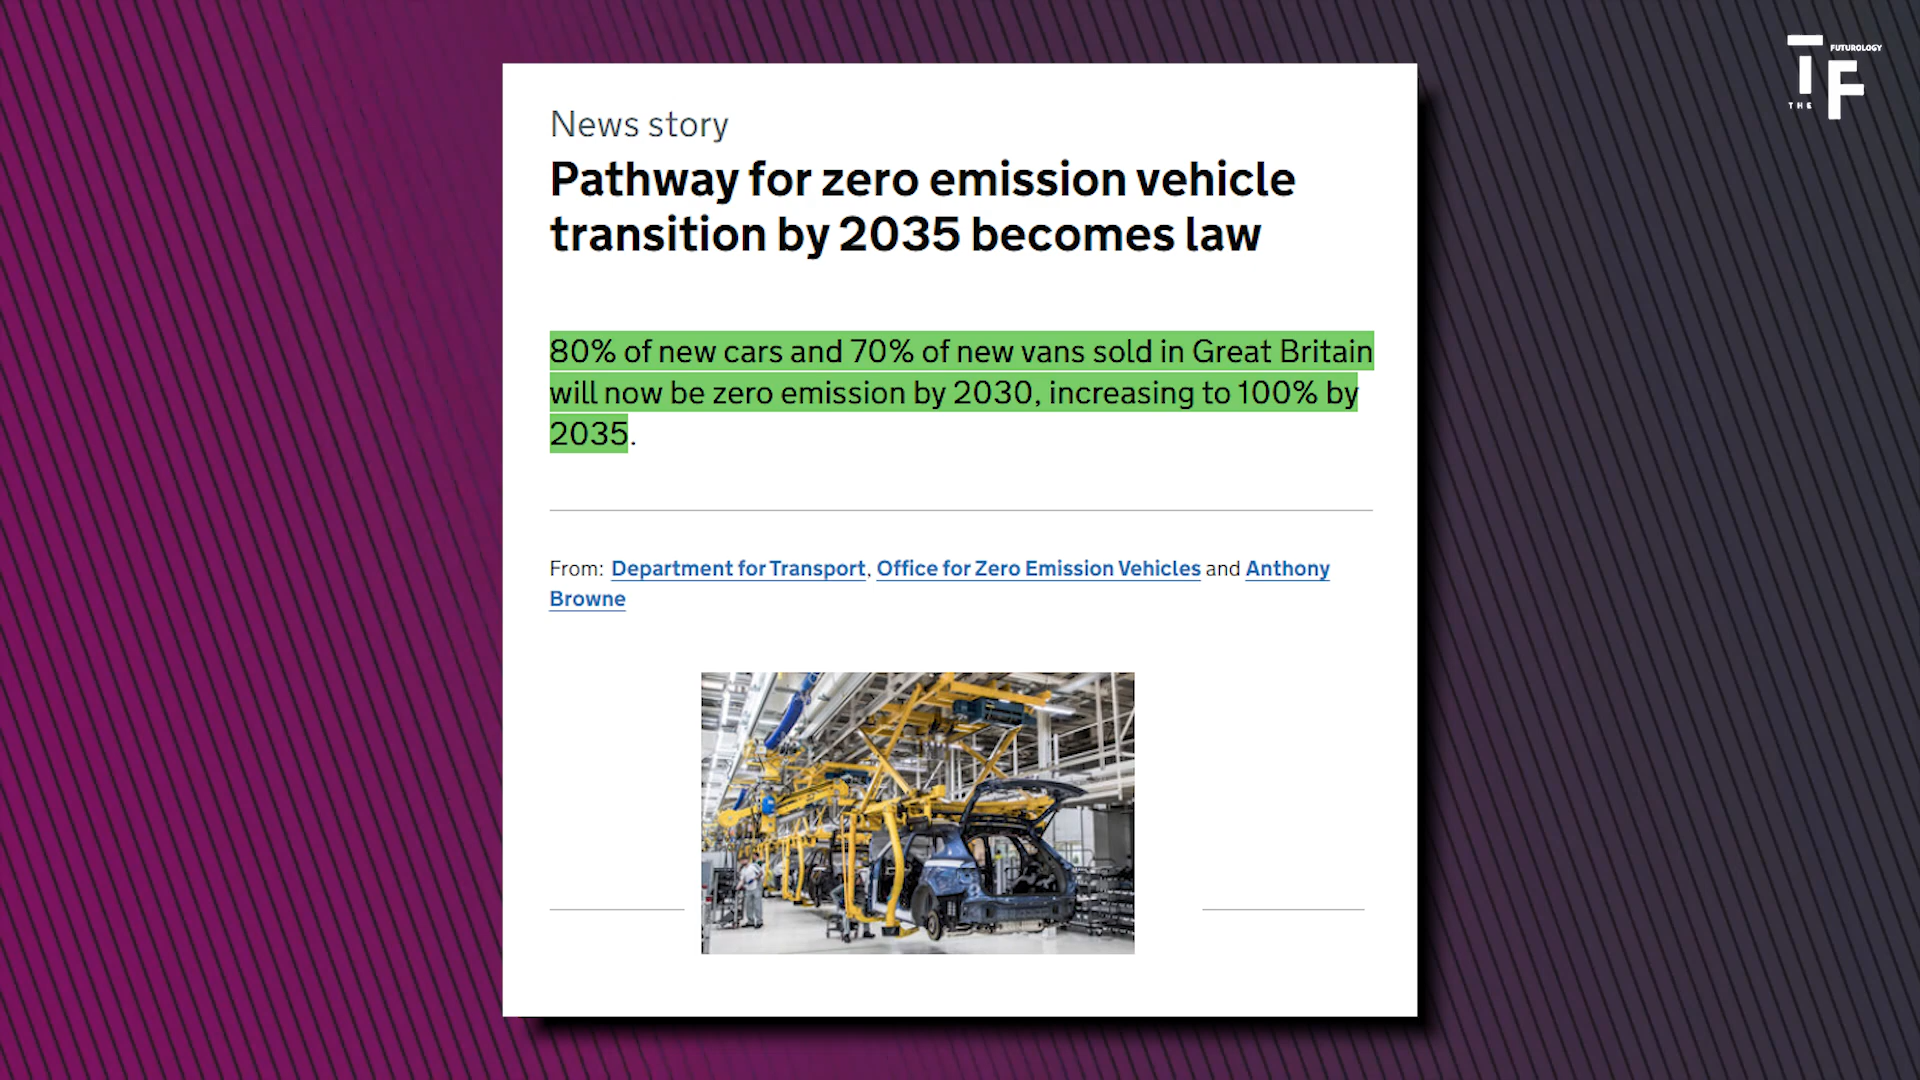 THE TF FUTUROLOGY
News story
Pathway for zero emission vehicle
transition by 2035 becomes law
80% of new cars and 70% of new vans sold in Great Britain
will now be zero emission by 2030, increasing to 100% by
2035.
From: Department for Transport, Office for Zero Emission Vehicles and Anthony
Browne